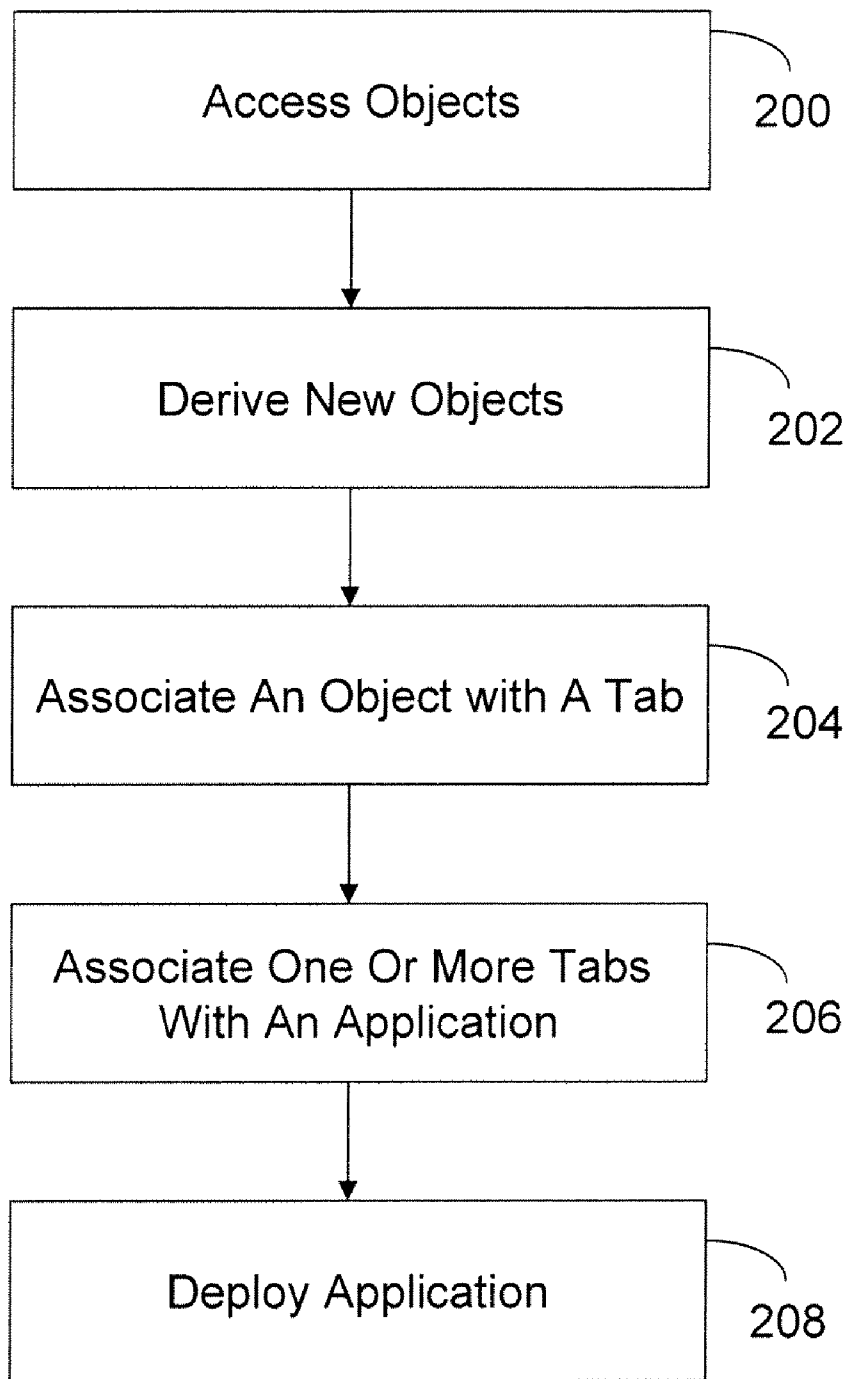 Access Objects
200
Derive New Objects
202
Associate An Object with A Tab
204
Associate One Or More Tabs
With An Application
206
Deploy Application
208